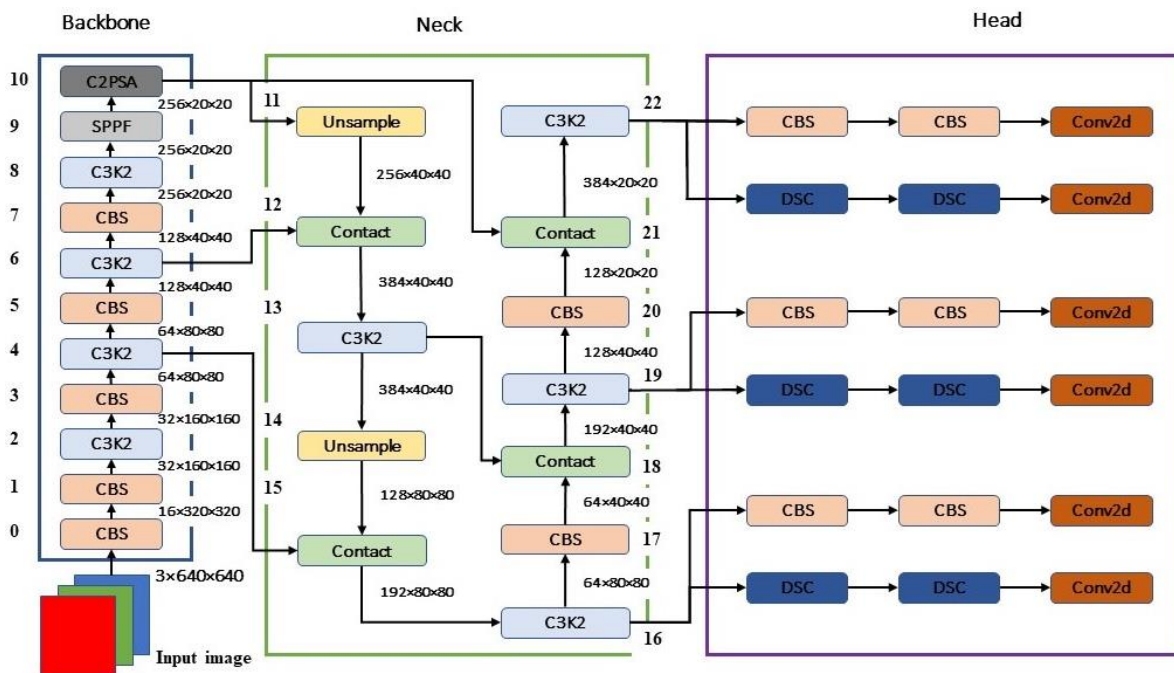 Backbone
Neck
Head
10
C2PSA
256×20×20
9
SPPF
256×20×20
8
C3K2
256×20×20
7
CBS
128×40×40
6
C3K2
128×40×40
5
CBS
64×80×80
4
C3K2
64×80×80
3
CBS
32×160×160
2
C3K2
32×160×160
1
CBS
16×320×320
0
CBS
3×640×640
Input image
11
Unsample
256×40×40
12
Contact
384×40×40
13
C3K2
384×40×40
14
Unsample
128×80×80
15
Contact
192×80×80
22
C3K2
384×20×20
Contact
21
128×20×20
CBS
20
128×40×40
C3K2
19
192×40×40
Contact
18
64×40×40
CBS
17
64×80×80
C3K2
16
CBS
CBS
Conv2d
DSC
DSC
Conv2d
CBS
CBS
Conv2d
DSC
DSC
Conv2d
CBS
CBS
Conv2d
DSC
DSC
Conv2d